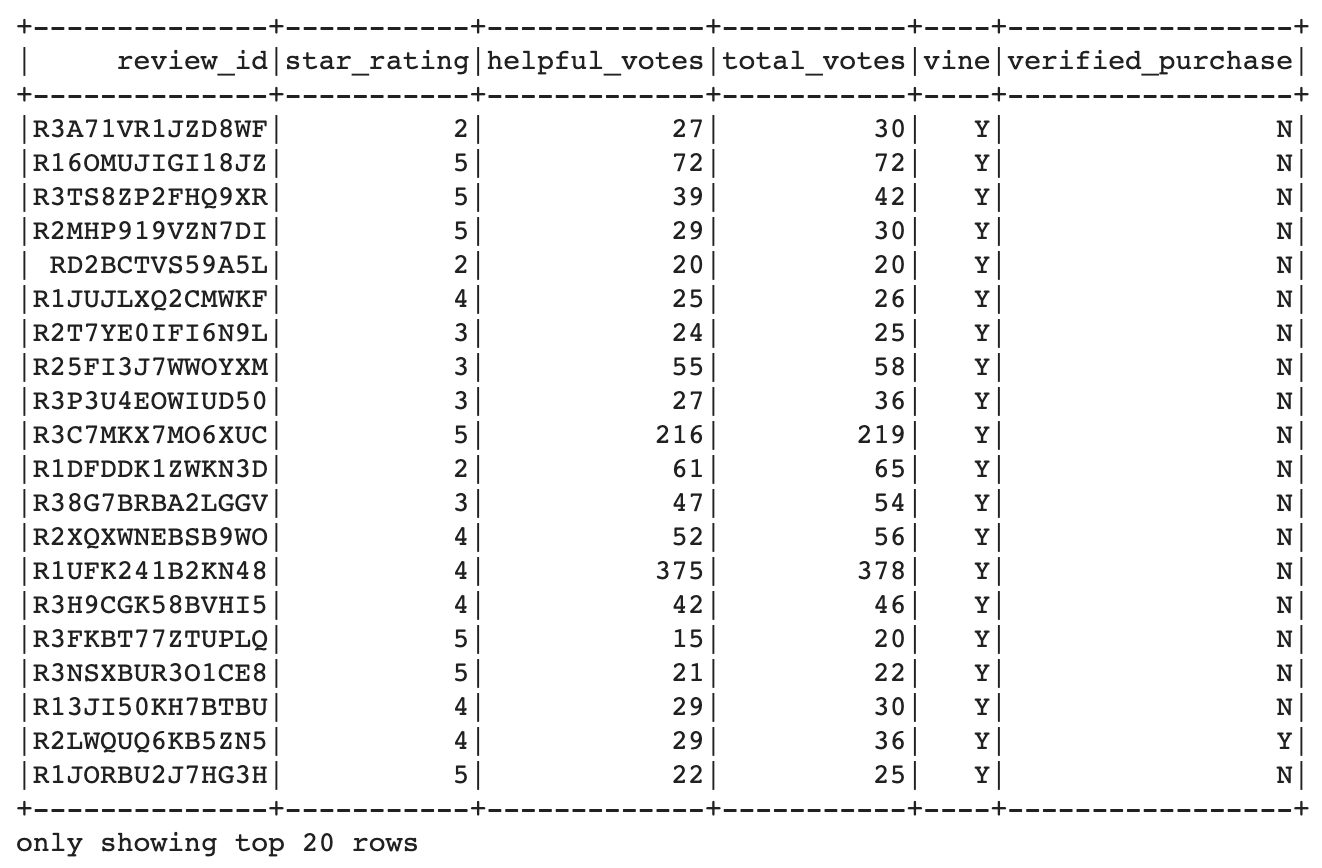 +--------------+-----------+-------------+-----------+----+-----------------+
|     review_id|star_rating|helpful_votes|total_votes|vine|verified_purchase|
+--------------+-----------+-------------+-----------+----+-----------------+
|R3A71VR1JZD8WF|          2|           27|         30|   Y|                N|
|R16OMUJIGI18JZ|          5|           72|         72|   Y|                N|
|R3TS8ZP2FHQ9XR|          5|           39|         42|   Y|                N|
|R2MHP919VZN7DI|          5|           29|         30|   Y|                N|
| RD2BCTVS59A5L|          2|           20|         20|   Y|                N|
|R1JUJLXQ2CMWKF|          4|           25|         26|   Y|                N|
|R2T7YE0IFI6N9L|          3|           24|         25|   Y|                N|
|R25FI3J7WWOYXM|          3|           55|         58|   Y|                N|
|R3P3U4EOWIUD50|          3|           27|         36|   Y|                N|
|R3C7MKX7MO6XUC|          5|          216|        219|   Y|                N|
|R1DFDDK1ZWKN3D|          2|           61|         65|   Y|                N|
|R38G7BRBA2LGGV|          3|           47|         54|   Y|                N|
|R2XQXWNEBSB9WO|          4|           52|         56|   Y|                N|
|R1UFK241B2KN48|          4|          375|        378|   Y|                N|
|R3H9CGK58BVHI5|          4|           42|         46|   Y|                N|
|R3FKBT77ZTUPLQ|          5|           15|         20|   Y|                N|
|R3NSXBUR3O1CE8|          5|           21|         22|   Y|                N|
|R13JI50KH7BTBU|          4|           29|         30|   Y|                N|
|R2LWQUQ6KB5ZN5|          4|           29|         36|   Y|                Y|
|R1JORBU2J7HG3H|          5|           22|         25|   Y|                N|
+--------------+-----------+-------------+-----------+----+-----------------+
only showing top 20 rows